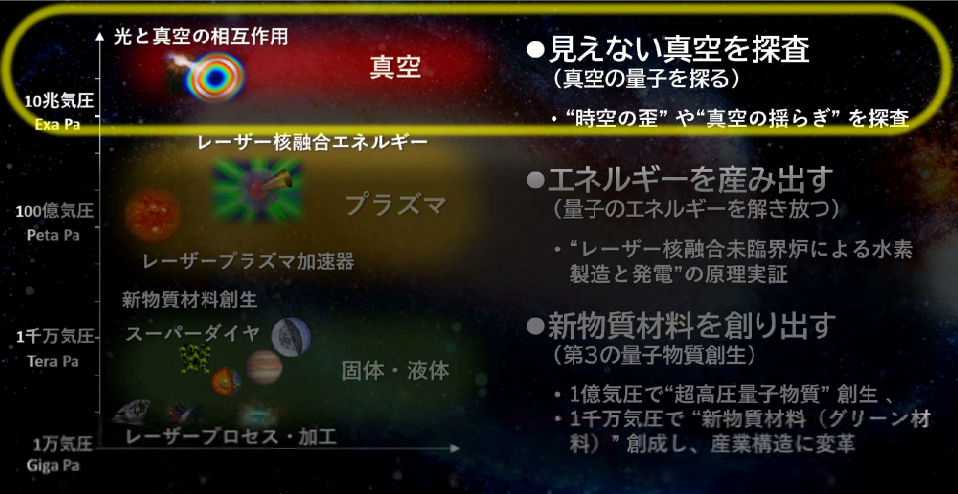 光と真空の相互作用
真空
10兆気圧
Exa Pa
レーザー核融合エネルギー
100億気圧
Peta Pa
プラズマ
レーザープラズマ加速器
新物質材料創生
スーパーダイヤ
1千万気圧
Tera Pa
固体・液体
レーザープロセス・加工
1万気圧
Giga Pa
●見えない真空を探査
（真空の量子を探る）
・“時空の歪” や“真空の揺らぎ” を探査
●エネルギーを産み出す
（量子のエネルギーを解き放つ）
・“レーザー核融合未臨界炉による水素
製造と発電”の原理実証
●新物質材料を創り出す
（第3の量子物質創生）
・1億気圧で“超高圧量子物質” 創生 、
・1千万気圧で “新物質材料（グリーン材
料）” 創成し、産業構造に変革